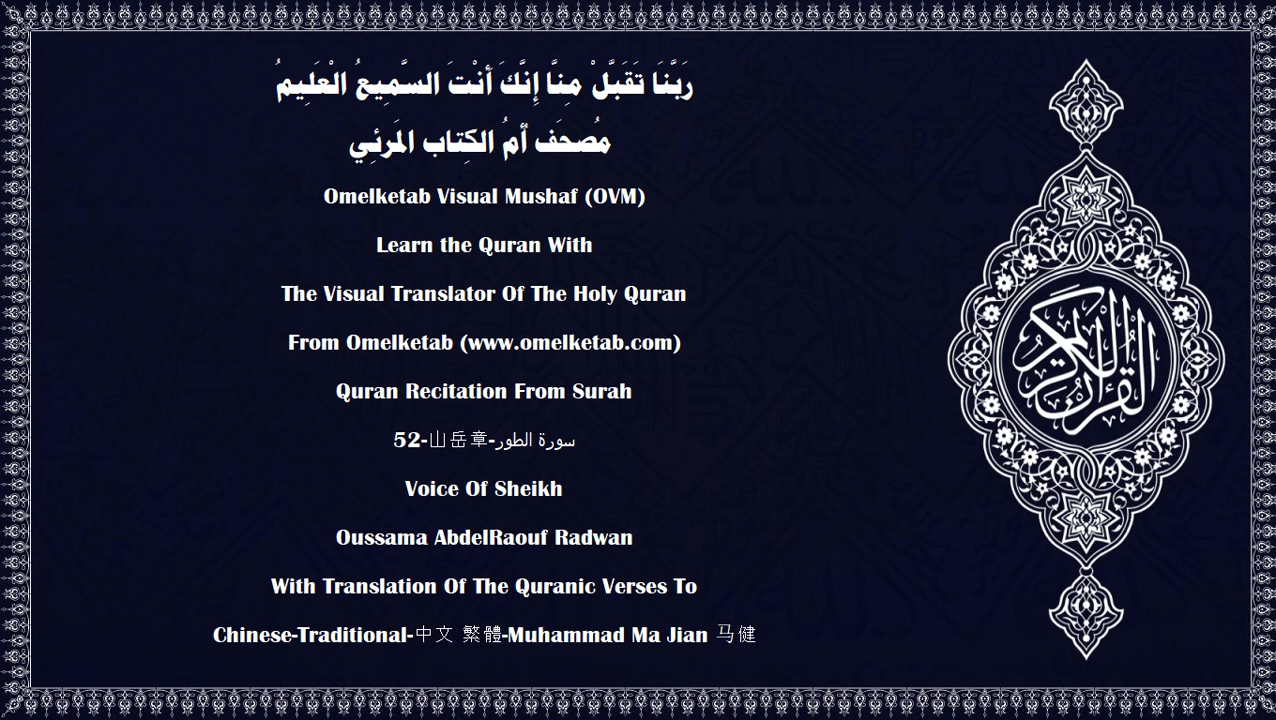 رَبَّنَا تَقَبَّلْ مِنَّا إِنَّكَ أَنْتَ السَّمِيعُ الْعَلِيمُ
مُصحَف أمُ الكِتاب المَرئِي
Omelketab Visual Mushaf (OVM)
Learn the Quran With
The Visual Translator Of The Holy Quran
From Omelketab (www.omelketab.com)
Quran Recitation From Surah
52-山岳章-سورة الطور
Voice Of Sheikh
Oussama AbdelRaouf Radwan
With Translation Of The Quranic Verses To
Chinese-Traditional-中文 繁體-Muhammad Ma Jian 马健
القرآن الكريم